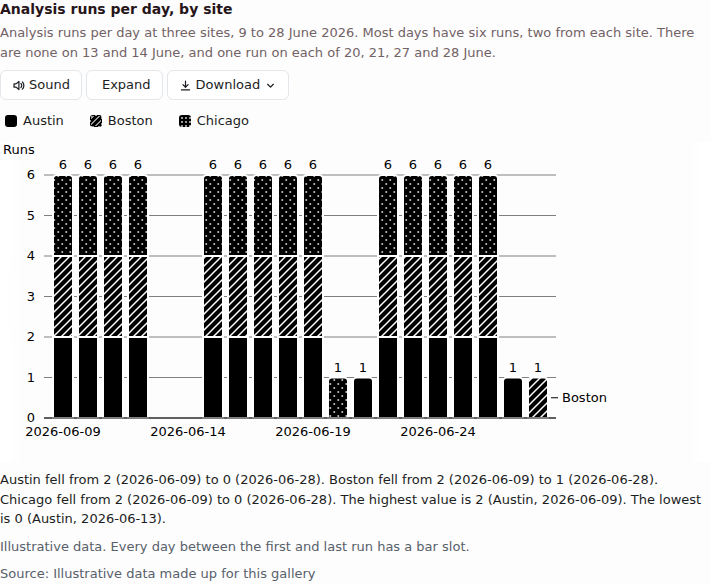 Analysis runs per day, by site
Analysis runs per day at three sites, 9 to 28 June 2026. Most days have six runs, two from each site. There
are none on 13 and 14 June, and one run on each of 20, 21, 27 and 28 June.
Sound Expand Download
Austin Boston Chicago
Runs
6 6 6 6 6 6 6 6 6 6 6 6 6 6
6
5
4
3
2
1
1 1 1 1
0
Boston
2026-06-09 2026-06-14 2026-06-19 2026-06-24
Austin fell from 2 (2026-06-09) to 0 (2026-06-28). Boston fell from 2 (2026-06-09) to 1 (2026-06-28).
Chicago fell from 2 (2026-06-09) to 0 (2026-06-28). The highest value is 2 (Austin, 2026-06-09). The lowest
is 0 (Austin, 2026-06-13).
Illustrative data. Every day between the first and last run has a bar slot.
Source: Illustrative data made up for this gallery